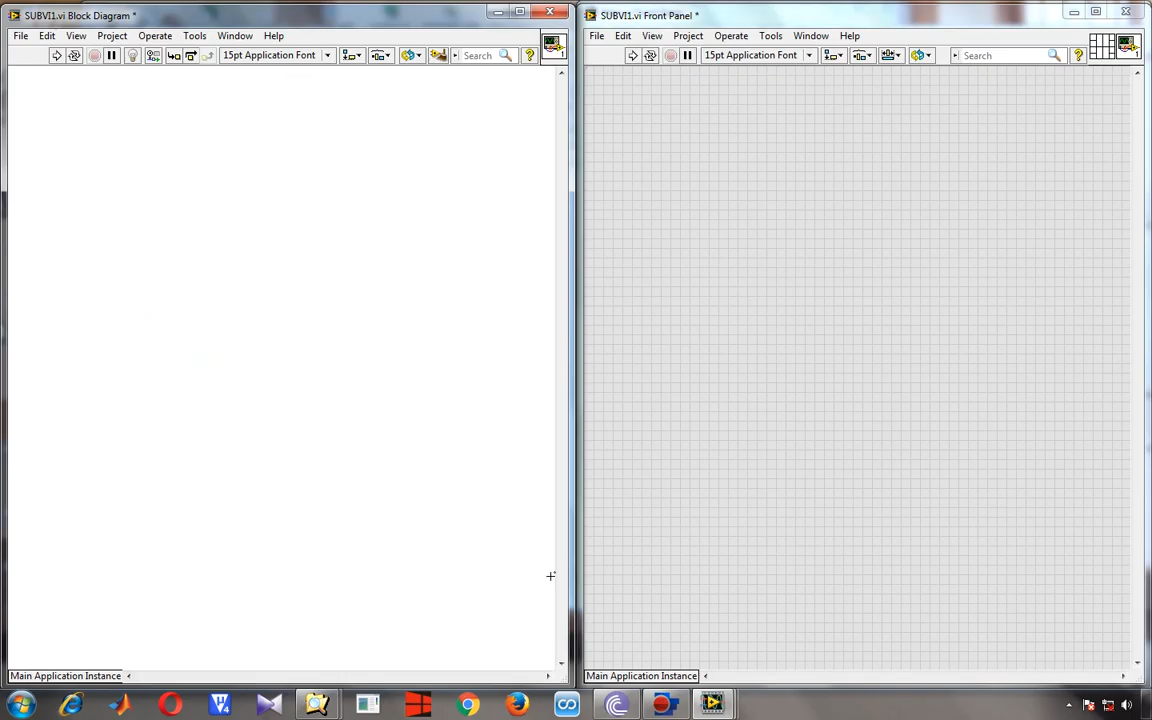 SUBVI1.vi Block Diagram *
File Edit View Project Operate Tools Window Help
15pt Application Font
Search
?
1
Main Application Instance
SUBVI1.vi Front Panel *
File Edit View Project Operate Tools Window Help
15pt Application Font
Search
?
1
Main Application Instance